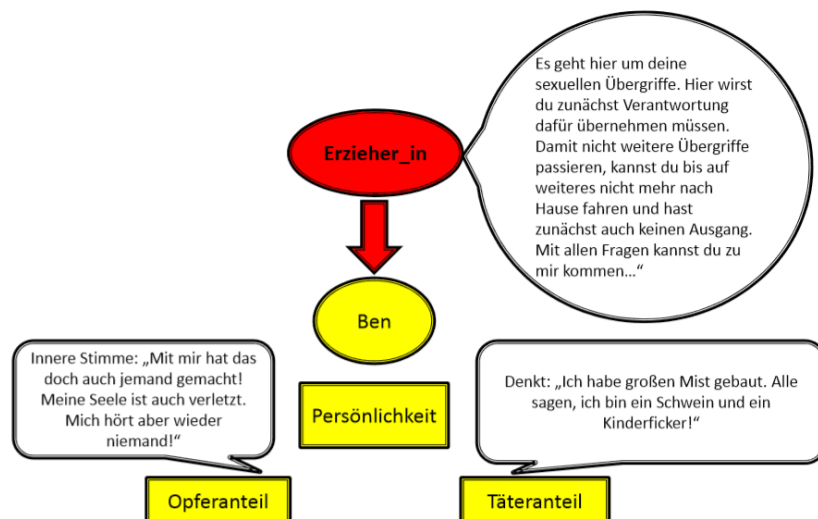 Es geht hier um deine
sexuellen Übergriffe. Hier wirst
du zunächst Verantwortung
dafür übernehmen müssen.
Damit nicht weitere Übergriffe
passieren, kannst du bis auf
weiteres nicht mehr nach
Hause fahren und hast
zunächst auch keinen Ausgang.
Mit allen Fragen kannst du zu
mir kommen...“
Erzieher_in
Ben
Innere Stimme: „Mit mir hat das
doch auch jemand gemacht!
Meine Seele ist auch verletzt.
Mich hört aber wieder
niemand!“
Persönlichkeit
Denkt: „Ich habe großen Mist gebaut. Alle
sagen, ich bin ein Schwein und ein
Kinderficker!“
Opferanteil
Täteranteil